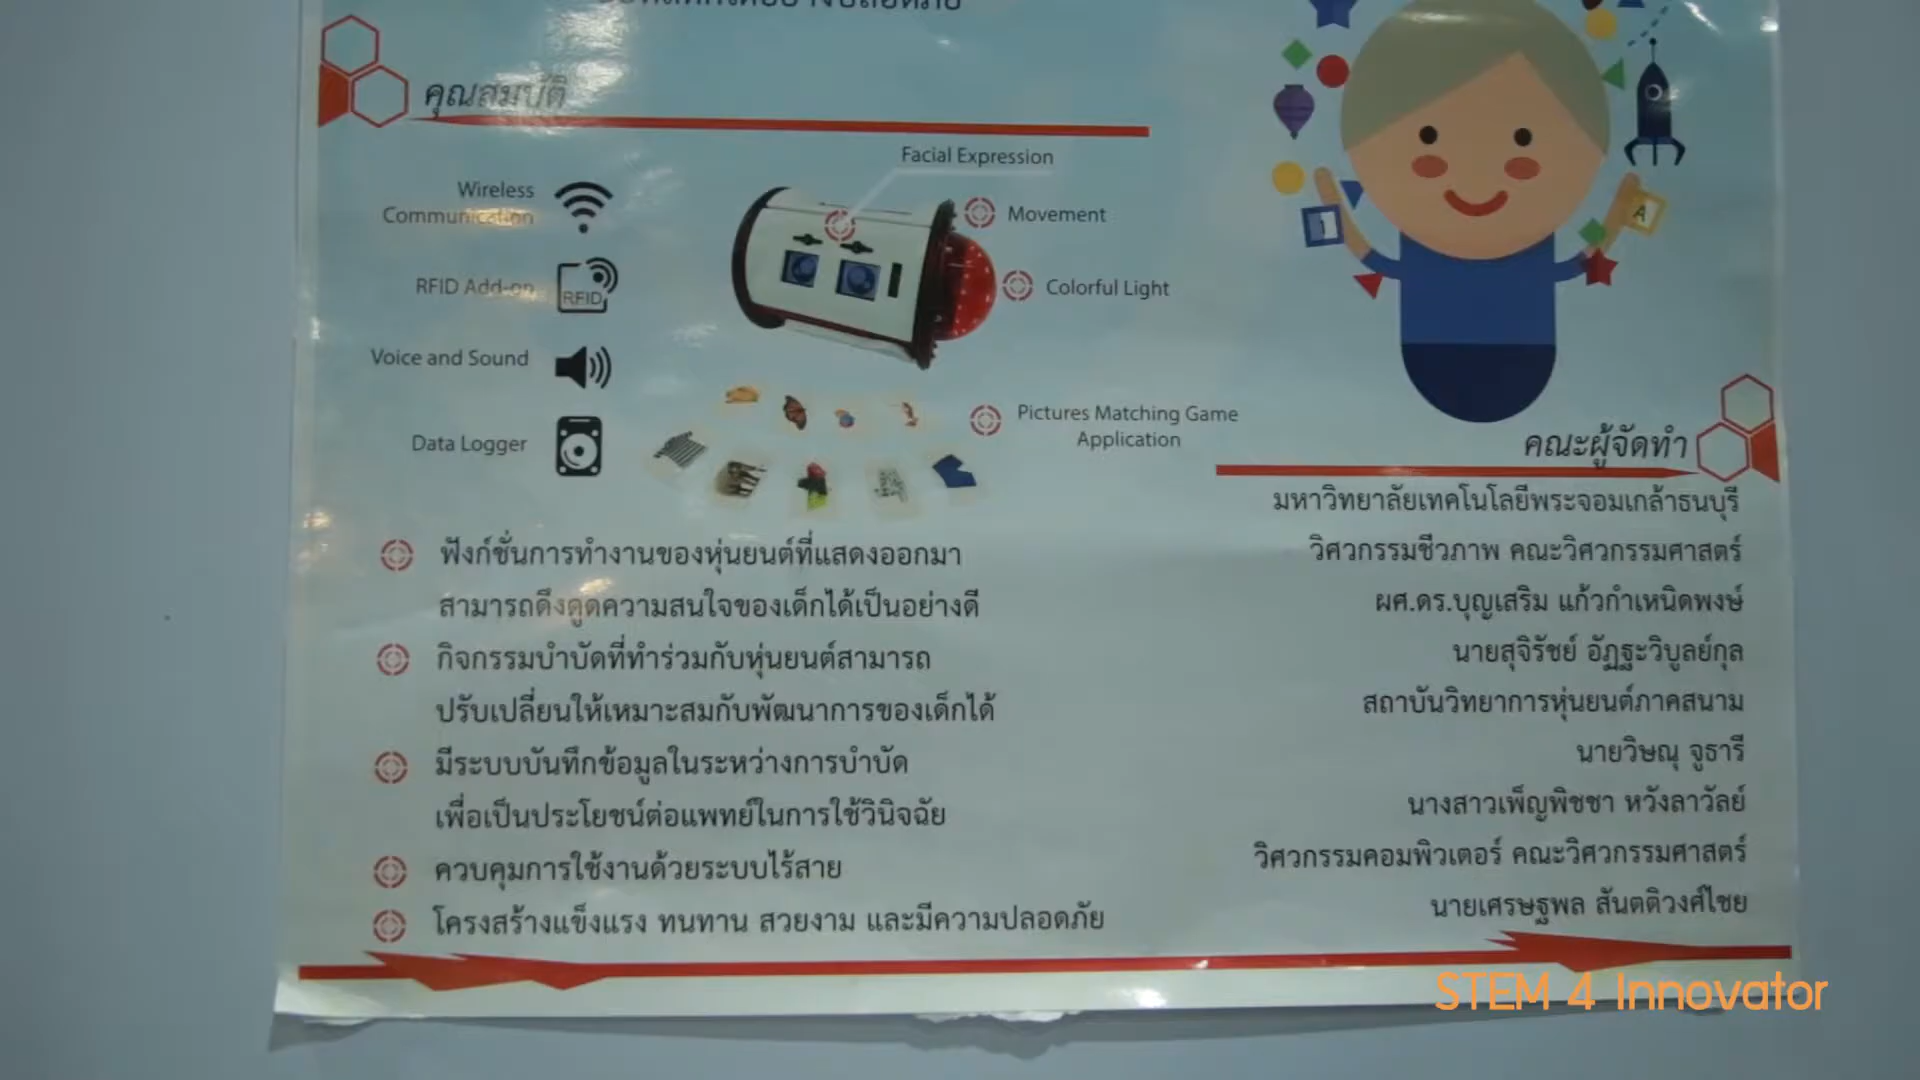 คุณสมบัติ
Facial Expression
Wireless
Communication
Movement
RFID Add-on
RFID
Colorful Light
Voice and Sound
Pictures Matching Game
Application
Data Logger
A
ฟังก์ชั่นการทำงานของหุ่นยนต์ที่แสดงออกมา
สามารถดึงดูดความสนใจของเด็กได้เป็นอย่างดี
กิจกรรมบำบัดที่ทำร่วมกับหุ่นยนต์สามารถ
ปรับเปลี่ยนให้เหมาะสมกับพัฒนาการของเด็กได้
มีระบบบันทึกข้อมูลในระหว่างการบำบัด
เพื่อเป็นประโยชน์ต่อแพทย์ในการใช้วินิจฉัย
ควบคุมการใช้งานด้วยระบบไร้สาย
โครงสร้างแข็งแรง ทนทาน สวยงาม และมีความปลอดภัย
คณะผู้จัดทำ
มหาวิทยาลัยเทคโนโลยีพระจอมเกล้าธนบุรี
วิศวกรรมชีวภาพ คณะวิศวกรรมศาสตร์
ผศ.ดร.บุญเสริม แก้วกำเหนิดพงษ์
นายสุจิรัชย์ อัฏฐะวิบูลย์กุล
สถาบันวิทยาการหุ่นยนต์ภาคสนาม
นายวิษณุ จูธารี
นางสาวเพ็ญพิชชา หวังลาวัลย์
วิศวกรรมคอมพิวเตอร์ คณะวิศวกรรมศาสตร์
นายเศรษฐพล สันตติวงศ์ไชย
STEM 4 Innovator